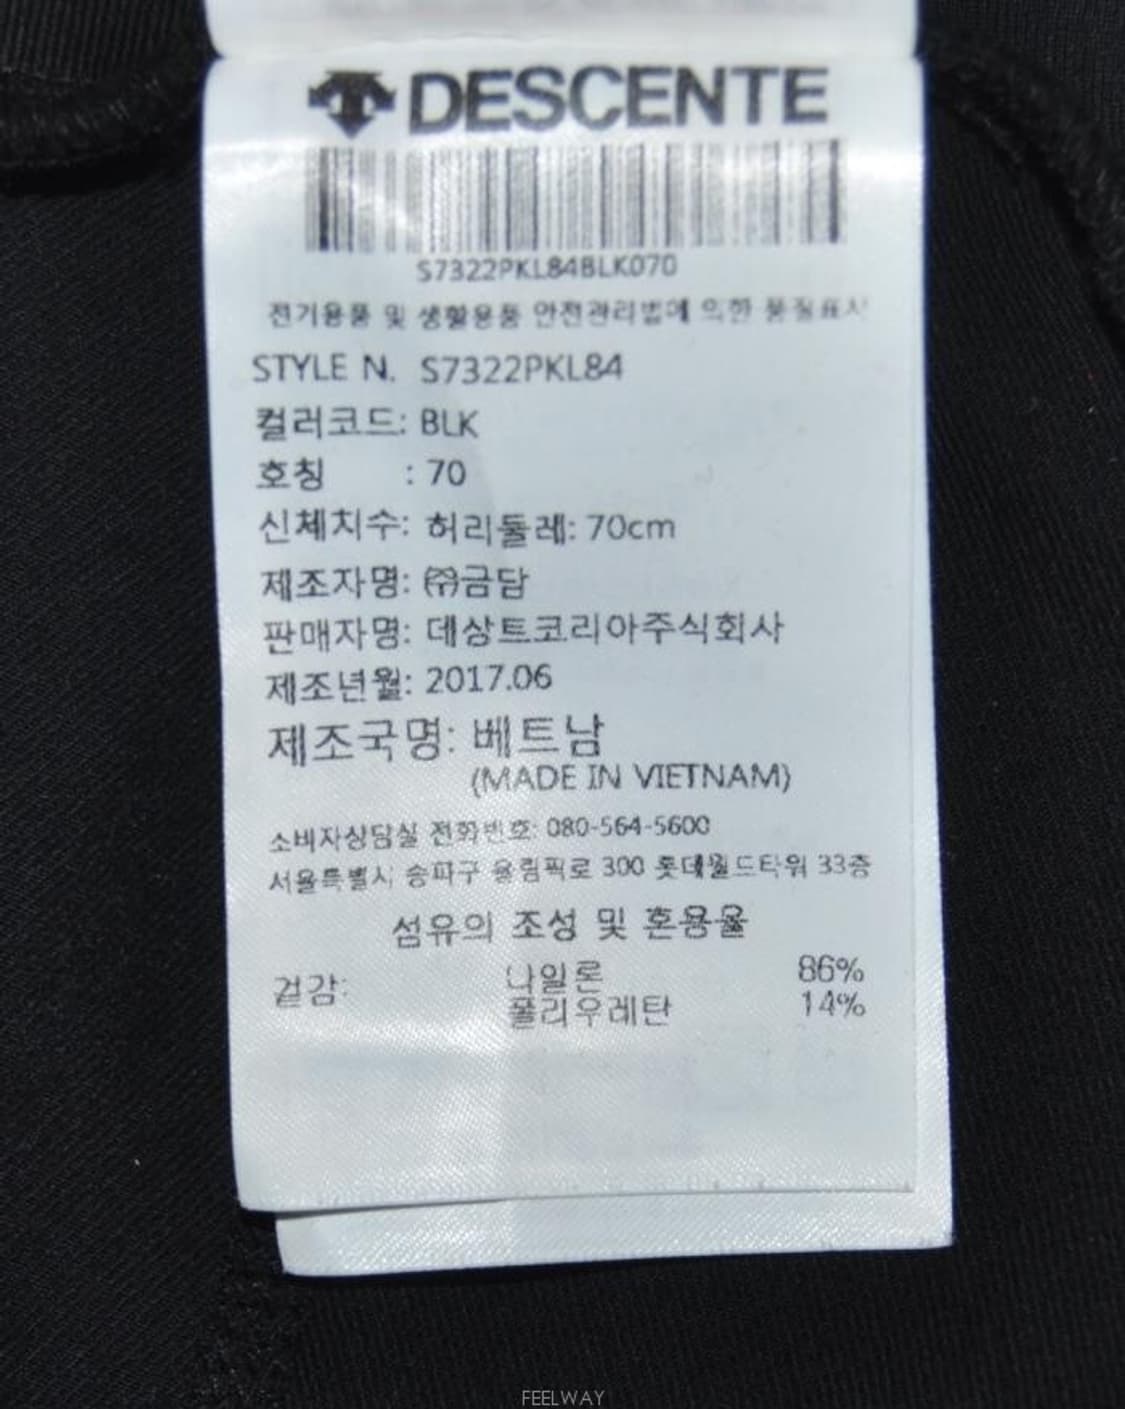 DESCENTE
S7322PKL84BLK070
전기용품 및 생활용품 안전관리법에 의한 품질표시
STYLE N. S7322PKL84
컬러코드: BLK
호칭 : 70
신체치수: 허리둘레: 70cm
제조자명: ㈜금담
판매자명: 데상트코리아주식회사
제조년월: 2017.06
제조국명: 베트남
(MADE IN VIETNAM)
소비자상담실 전화번호: 080-564-5600
서울특별시 송파구 올림픽로 300 롯데월드타워 33층
섬유의 조성 및 혼용율
겉감: 나일론 86%
폴리우레탄 14%
FEELWAY